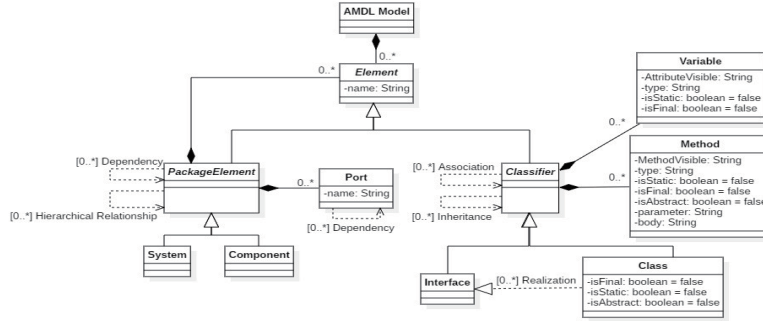 AMDL Model
0..*
0..*
Element
-name: String
Variable
-AttributeVisible: String
-type: String
-isStatic: boolean = false
-isFinal: boolean = false
0..*
[0..*] Dependency
PackageElement
[0..*] Hierarchical Relationship
0..*
Port
-name: String
[0..*] Dependency
[0..*] Association
Classifier
[0..*] Inheritance
0..*
Method
-MethodVisible: String
-type: String
-isStatic: boolean = false
-isFinal: boolean = false
-isAbstract: boolean = false
-parameter: String
-body: String
System
Component
Interface
[0..*] Realization
Class
-isFinal: boolean = false
-isStatic: boolean = false
-isAbstract: boolean = false